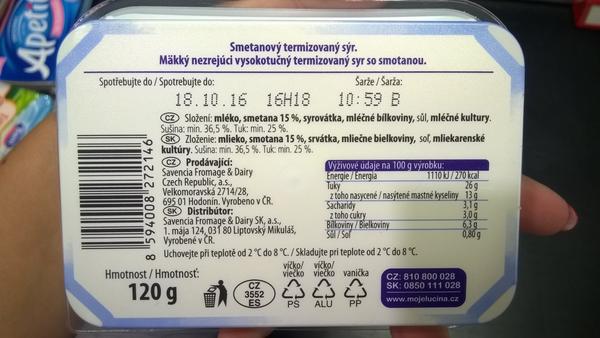 Apeti
Smetanový termizovaný sýr.
Mäkký nezrejúci vysokotučný termizovaný syr so smotanou.
Spotřebujte do / Spotrebujte do:
Šarže / Šarža:
18.10.16 16H18 10:59 B
CZ Složení: mléko, smetana 15 %, syrovátka, mléčné bílkoviny, sůl, mléčné kultury.
Sušina: min. 36,5 %. Tuk: min. 25 %.
SK Zloženie: mlieko, smotana 15 %, srvátka, mliečne bielkoviny, soľ, mliekarenské
kultúry. Sušina: min. 36,5 %. Tuk: min. 25 %.
CZ Prodávající:
Savencia Fromage & Dairy
Czech Republic, a.s.,
Velkomoravská 2714/28,
695 01 Hodonín. Vyrobeno v ČR.
SK Distribútor:
Savencia Fromage & Dairy SK, a.s.,
1. mája 124, 031 80 Liptovský Mikuláš,
Vyrobené v ČR.
Výživové údaje na 100 g výrobku:
Energie / Energia 1110 kJ / 270 kcal
Tuky 26 g
z toho nasycené / nasýtené mastné kyseliny 13 g
Sacharidy 3,1 g
z toho cukry 3,0 g
Bílkoviny / Bielkoviny 6,3 g
Sůl / Soľ 0,80 g
Uchovejte při teplotě od 2 °C do 8 °C. / Skladujte pri teplote od 2 °C do 8 °C.
8 594008 272146
Hmotnost / Hmotnosť:
120 g
CZ
3552
ES
víčko/
viečko
PS
víčko/
viečko
ALU
vanička
PP
CZ: 810 800 028
SK: 0850 111 028
www.mojelucina.cz